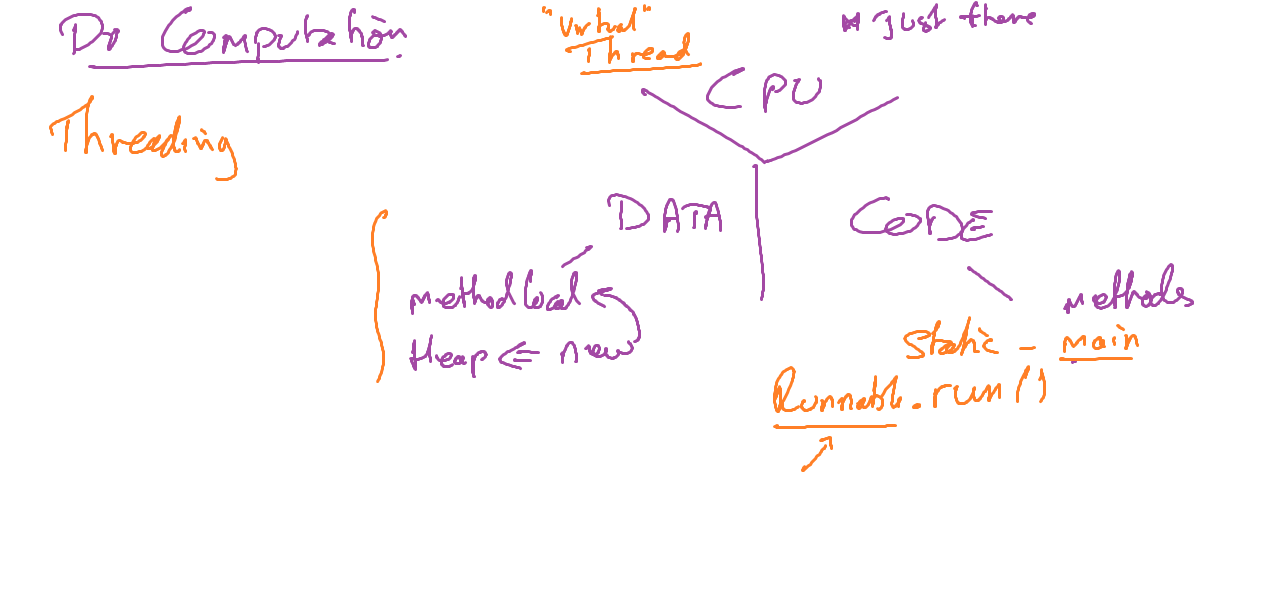 Do Computation
"Virtual"
Thread
* Just there
CPU
Threading
DATA
CODE
method local
Heap ⇐ new
methods
static - main
Runnable.run()